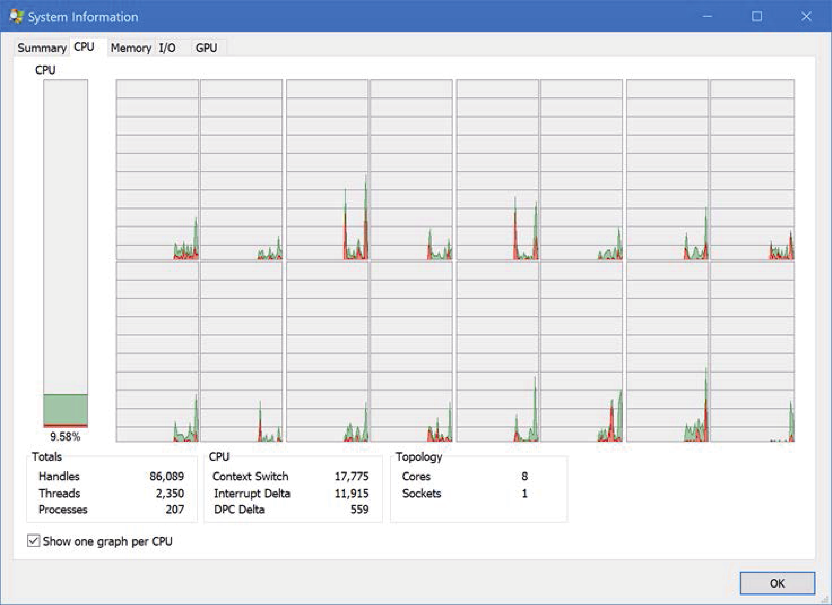 System Information
Summary CPU Memory I/O GPU
CPU
9.58%
Totals
Handles 86,089
Threads 2,350
Processes 207
CPU
Context Switch 17,775
Interrupt Delta 11,915
DPC Delta 559
Topology
Cores 8
Sockets 1
Show one graph per CPU
OK